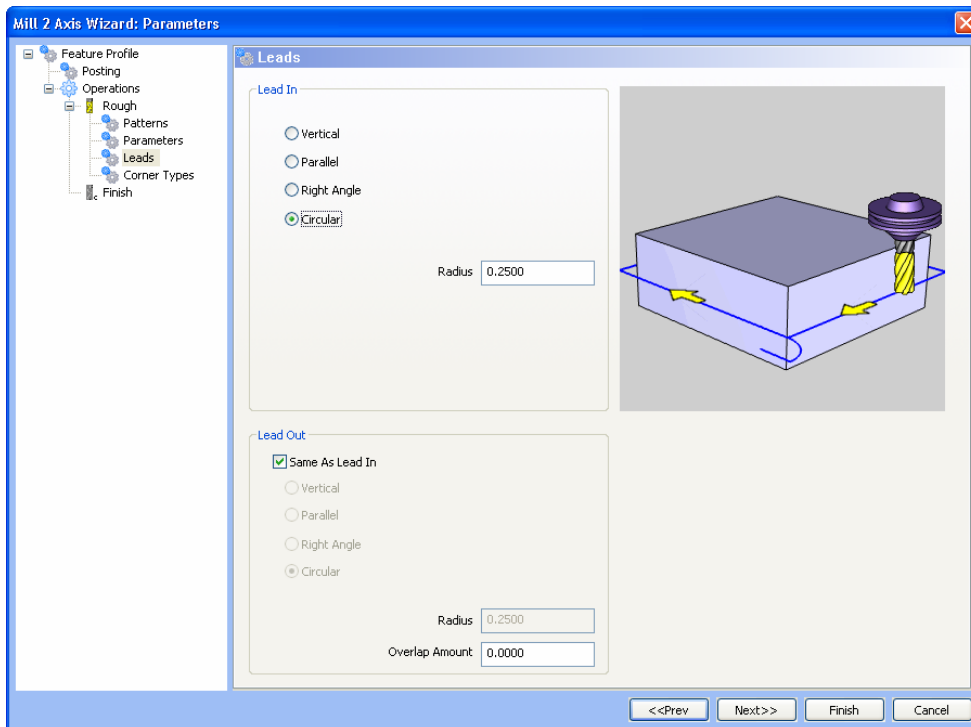 Mill 2 Axis Wizard: Parameters
Feature Profile
Posting
Operations
Rough
Patterns
Parameters
Leads
Corner Types
Finish
Leads
Lead In
Vertical
Parallel
Right Angle
Circular
Radius 0.2500
Lead Out
Same As Lead In
Vertical
Parallel
Right Angle
Circular
Radius 0.2500
Overlap Amount 0.0000
<<Prev Next>> Finish Cancel